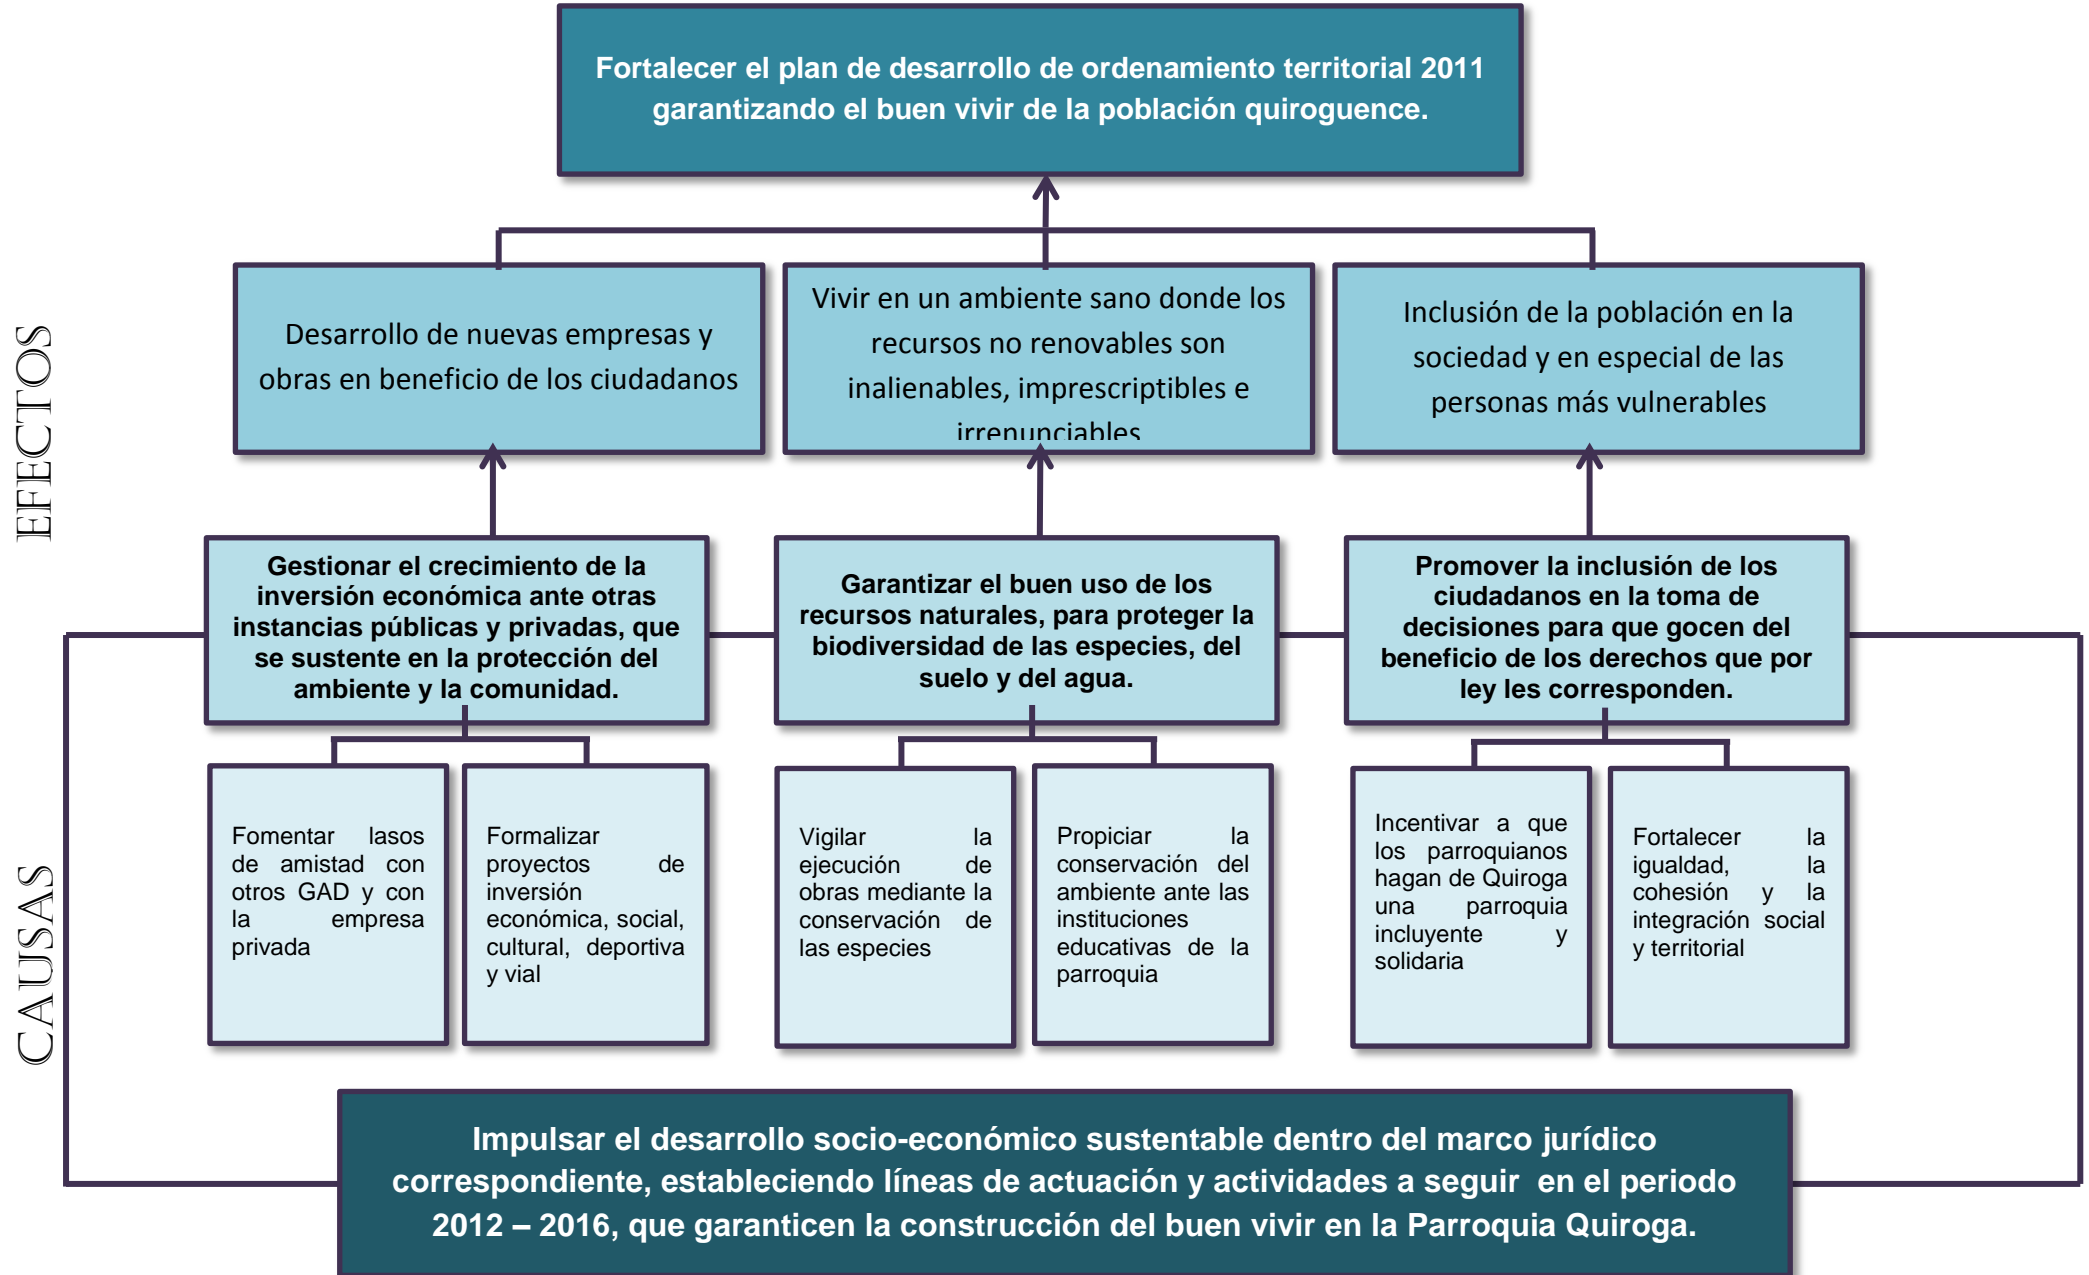 Fortalecer el plan de desarrollo de ordenamiento territorial 2011
garantizando el buen vivir de la población quiroguence.
EFECTOS
Desarrollo de nuevas empresas y
obras en beneficio de los ciudadanos
Vivir en un ambiente sano donde los
recursos no renovables son
inalienables, imprescriptibles e
irrenunciables
Inclusión de la población en la
sociedad y en especial de las
personas más vulnerables
Gestionar el crecimiento de la
inversión económica ante otras
instancias públicas y privadas, que
se sustente en la protección del
ambiente y la comunidad.
Garantizar el buen uso de los
recursos naturales, para proteger la
biodiversidad de las especies, del
suelo y del agua.
Promover la inclusión de los
ciudadanos en la toma de
decisiones para que gocen del
beneficio de los derechos que por
ley les corresponden.
CAUSAS
Fomentar lasos
de amistad con
otros GAD y con
la empresa
privada
Formalizar
proyectos de
inversión
económica, social,
cultural, deportiva
y vial
Vigilar la
ejecución de
obras mediante la
conservación de
las especies
Propiciar la
conservación del
ambiente ante las
instituciones
educativas de la
parroquia
Incentivar a que
los parroquianos
hagan de Quiroga
una parroquia
incluyente y
solidaria
Fortalecer la
igualdad, la
cohesión y la
integración social
y territorial
Impulsar el desarrollo socio-económico sustentable dentro del marco jurídico
correspondiente, estableciendo líneas de actuación y actividades a seguir en el periodo
2012 – 2016, que garanticen la construcción del buen vivir en la Parroquia Quiroga.